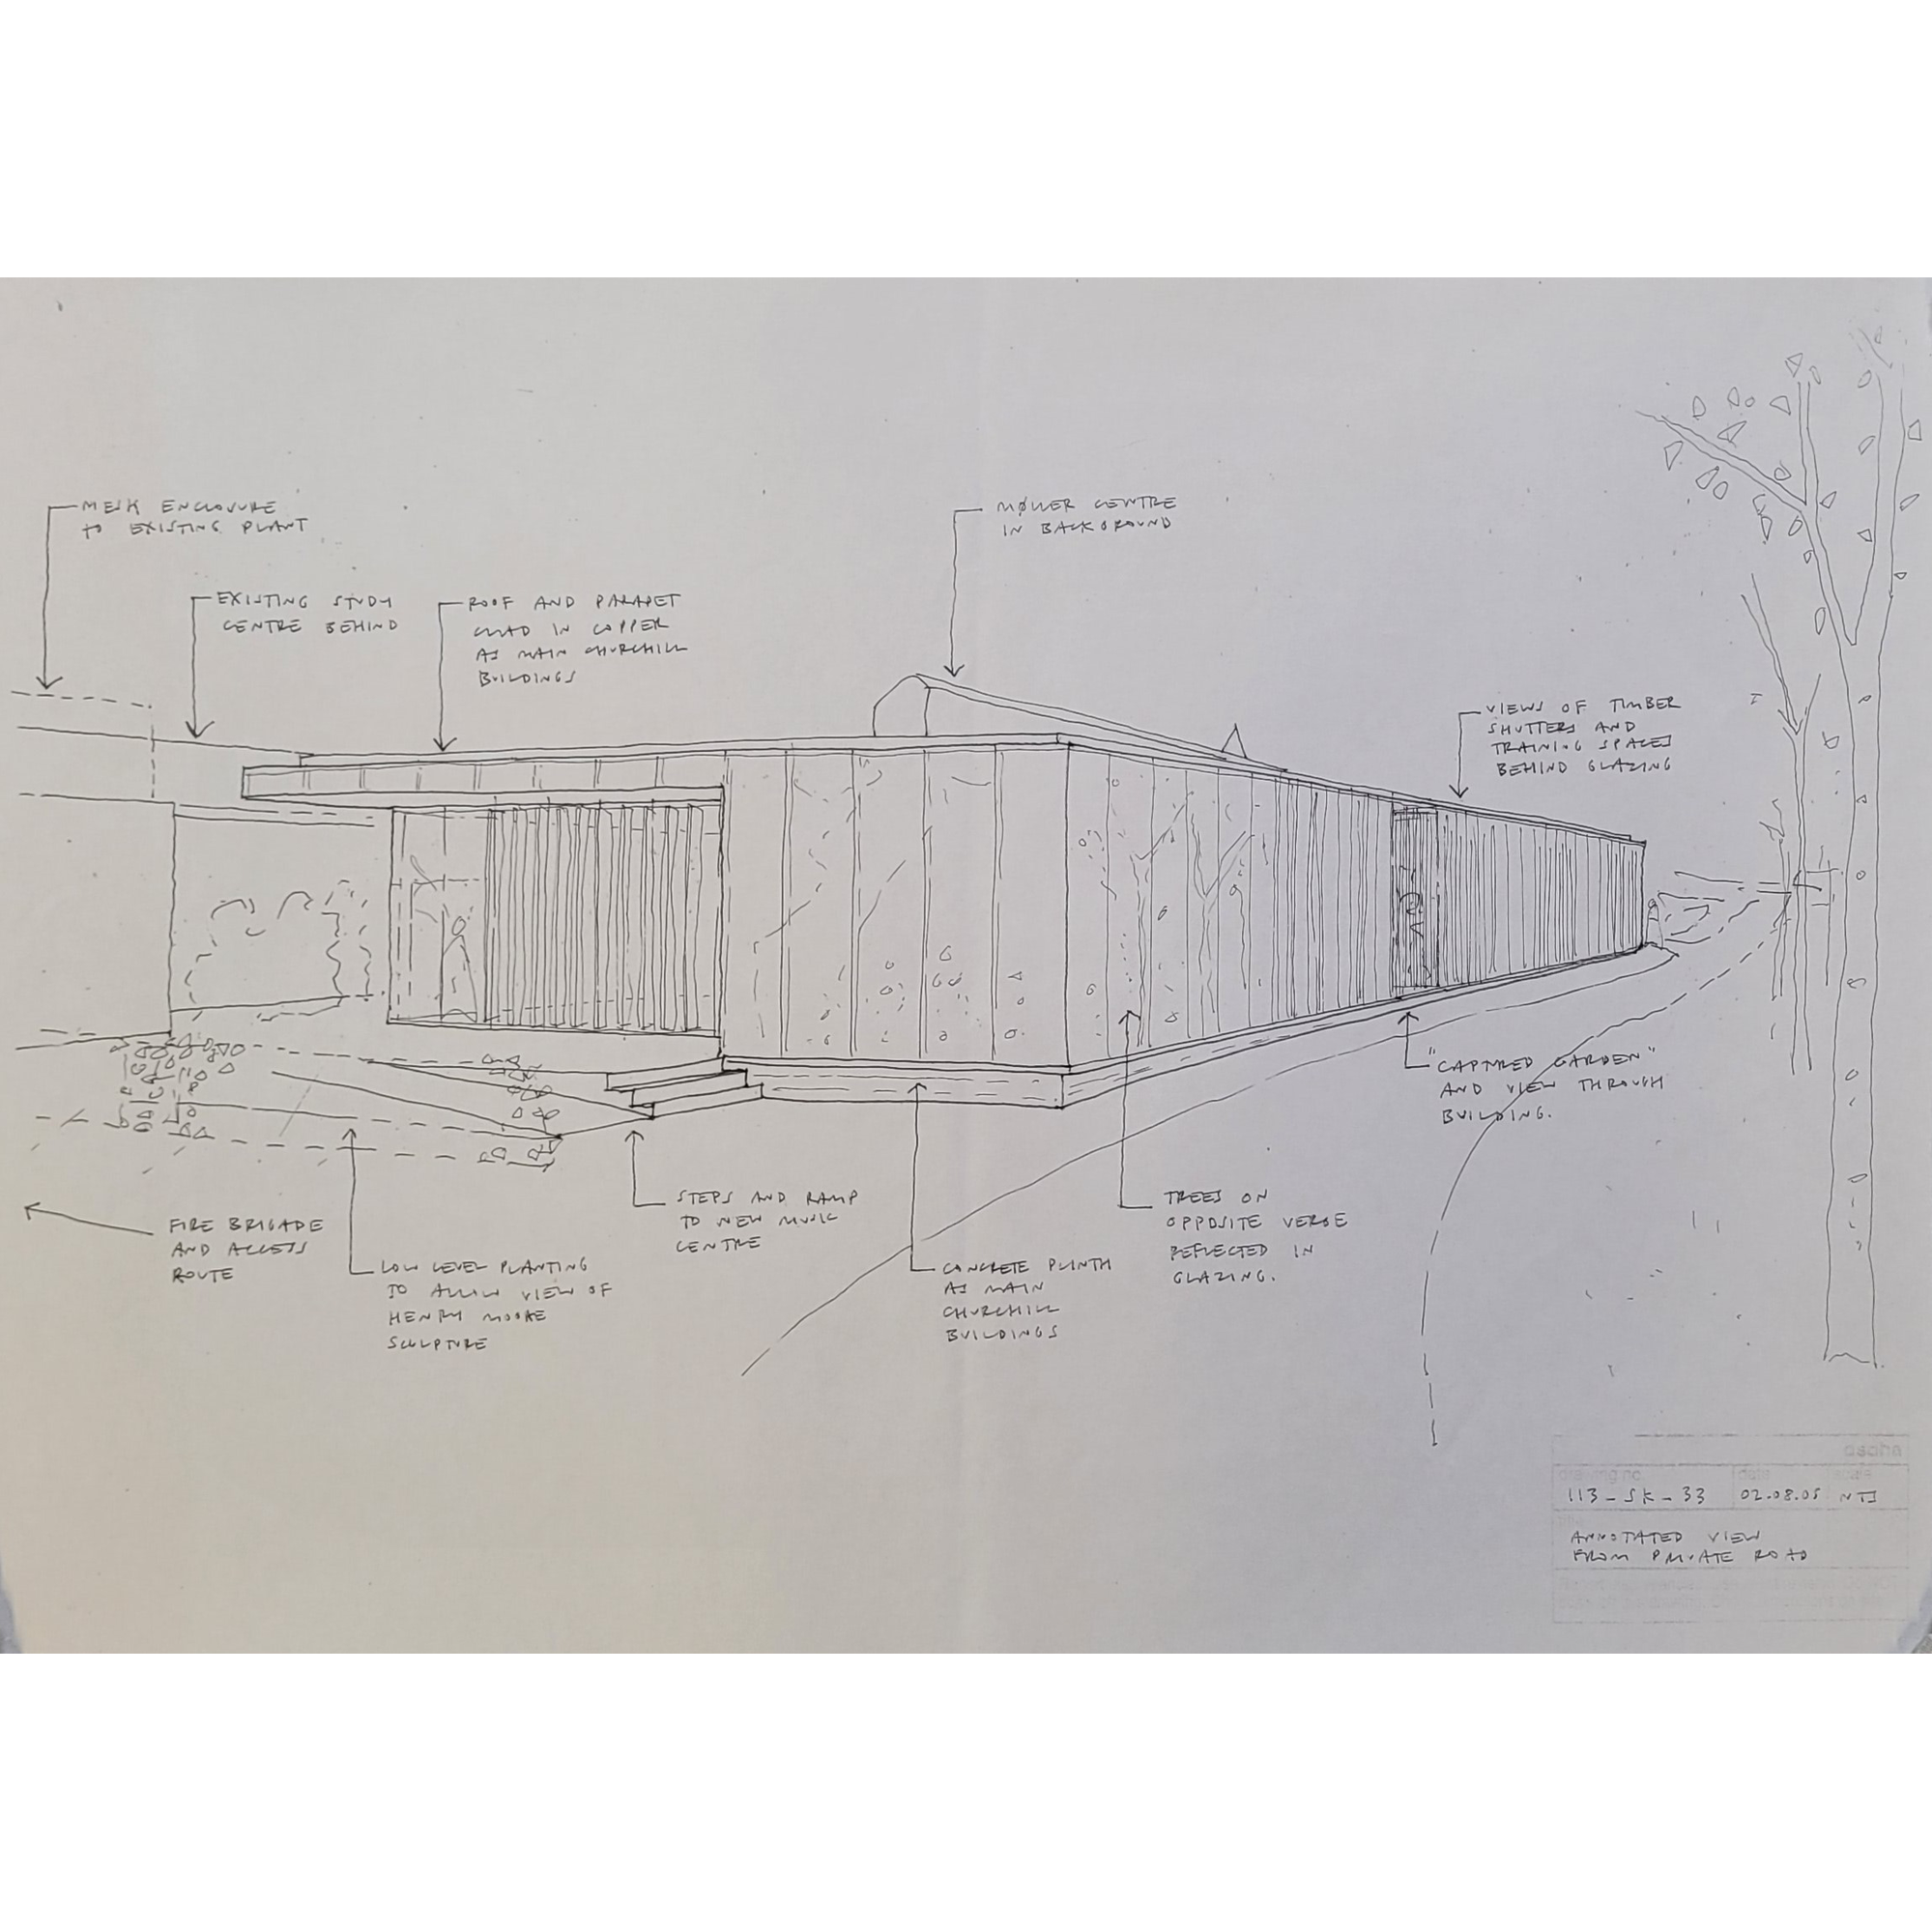 MESH ENCLOSURE
TO EXISTING PLANT
EXISTING STUDY
CENTRE BEHIND
ROOF AND PARAPET
CLAD IN COPPER
AS MAIN CHURCHILL
BUILDINGS
MØLLER CENTRE
IN BACKGROUND
VIEWS OF TIMBER
SHUTTERS AND
TRAINING SPACES
BEHIND GLAZING
"CAPTURED GARDEN"
AND VIEW THROUGH
BUILDING.
TREES ON
OPPOSITE VERGE
REFLECTED IN
GLAZING.
CONCRETE PLINTH
AS MAIN
CHURCHILL
BUILDINGS
STEPS AND RAMP
TO NEW MUSIC
CENTRE
LOW LEVEL PLANTING
TO ALLOW VIEW OF
HENRY MOORE
SCULPTURE
FIRE BRIGADE
AND ACCESS
ROUTE
dsdha
drawing no. date scale
113-SK-33 02.08.05 NTS
title
ANNOTATED VIEW
FROM PRIVATE ROAD